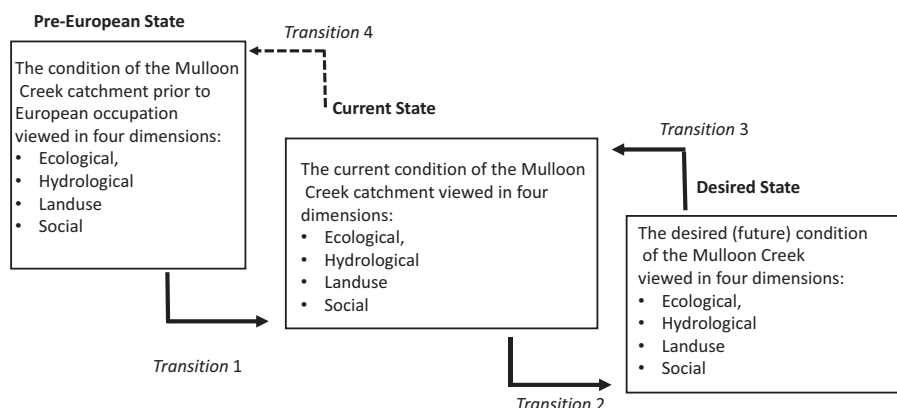 Pre-European State
The condition of the Mulloon
Creek catchment prior to
European occupation
viewed in four dimensions:
• Ecological,
• Hydrological
• Landuse
• Social
Transition 4
Current State
The current condition of the Mulloon
Creek catchment viewed in four
dimensions:
• Ecological,
• Hydrological
• Landuse
• Social
Transition 3
Desired State
The desired (future) condition
of the Mulloon Creek
viewed in four dimensions:
• Ecological,
• Hydrological
• Landuse
• Social
Transition 1
Transition 2